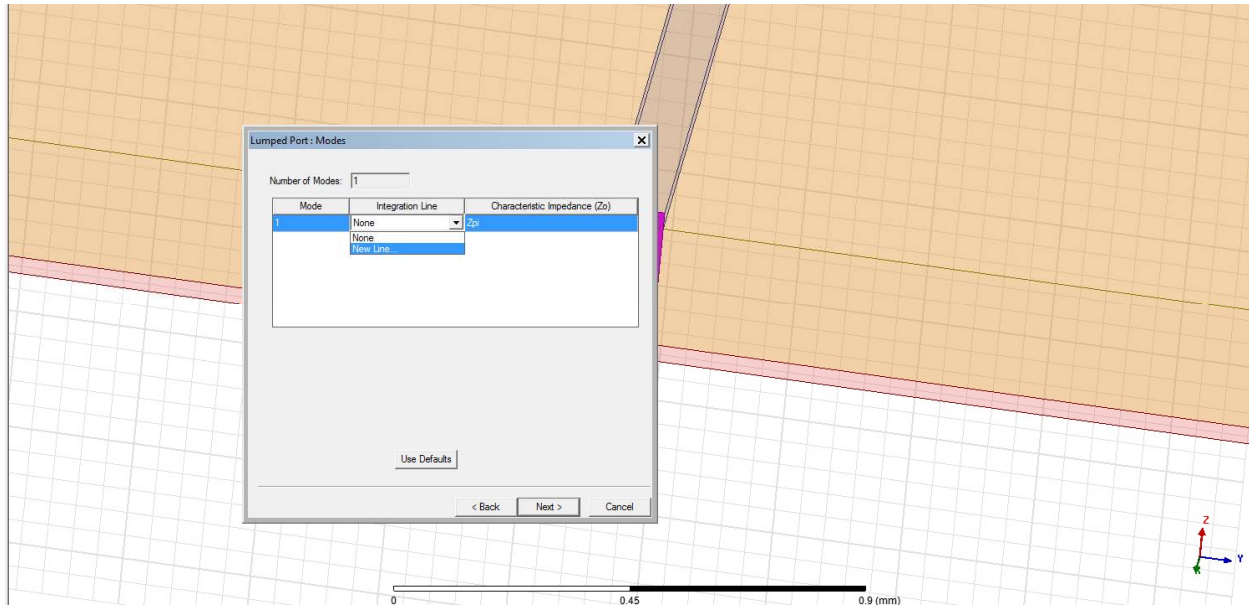 Lumped Port : Modes
Number of Modes: 1
Mode Integration Line Characteristic Impedance (Zo)
1 None Zpi
None
New Line...
Use Defaults
< Back Next > Cancel
Z
Y
0 0.45 0.9 (mm)